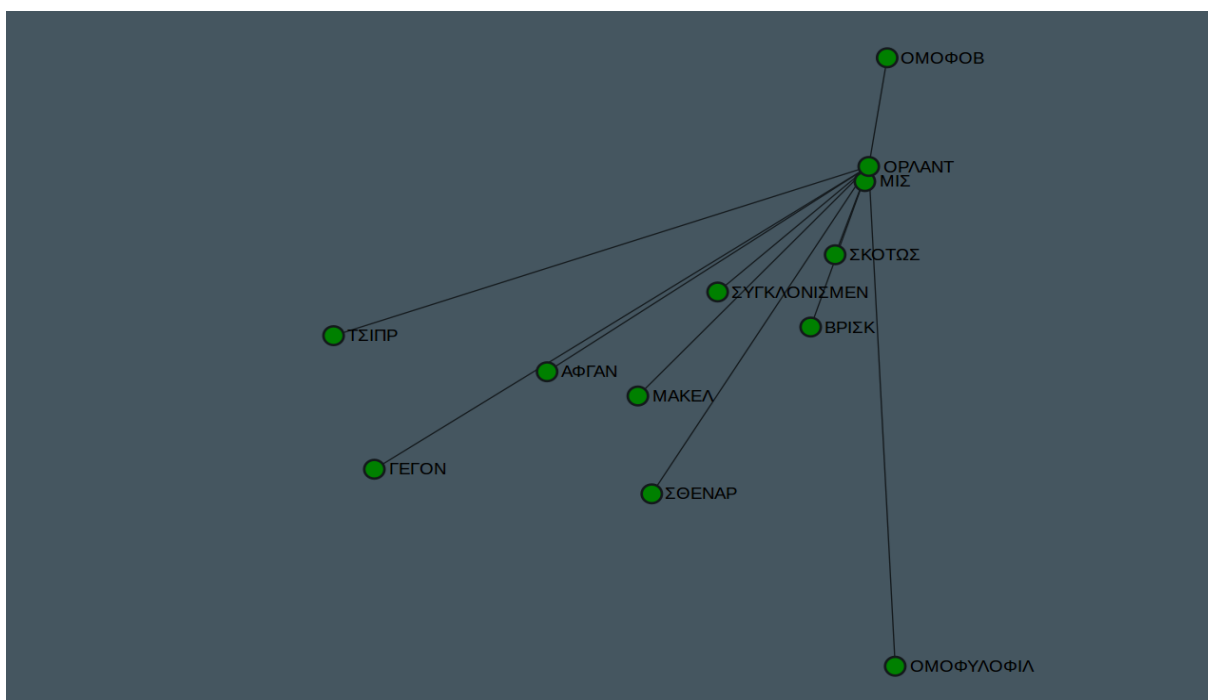 ΟΜΟΦΟΒ
ΟΡΛΑΝΤ
ΜΙΣ
ΣΚΟΤΩΣ
ΣΥΓΚΛΟΝΙΣΜΕΝ
ΒΡΙΣΚ
ΤΣΙΠΡ
ΑΦΓΑΝ
ΜΑΚΕΛ
ΓΕΓΟΝ
ΣΘΕΝΑΡ
ΟΜΟΦΥΛΟΦΙΛ